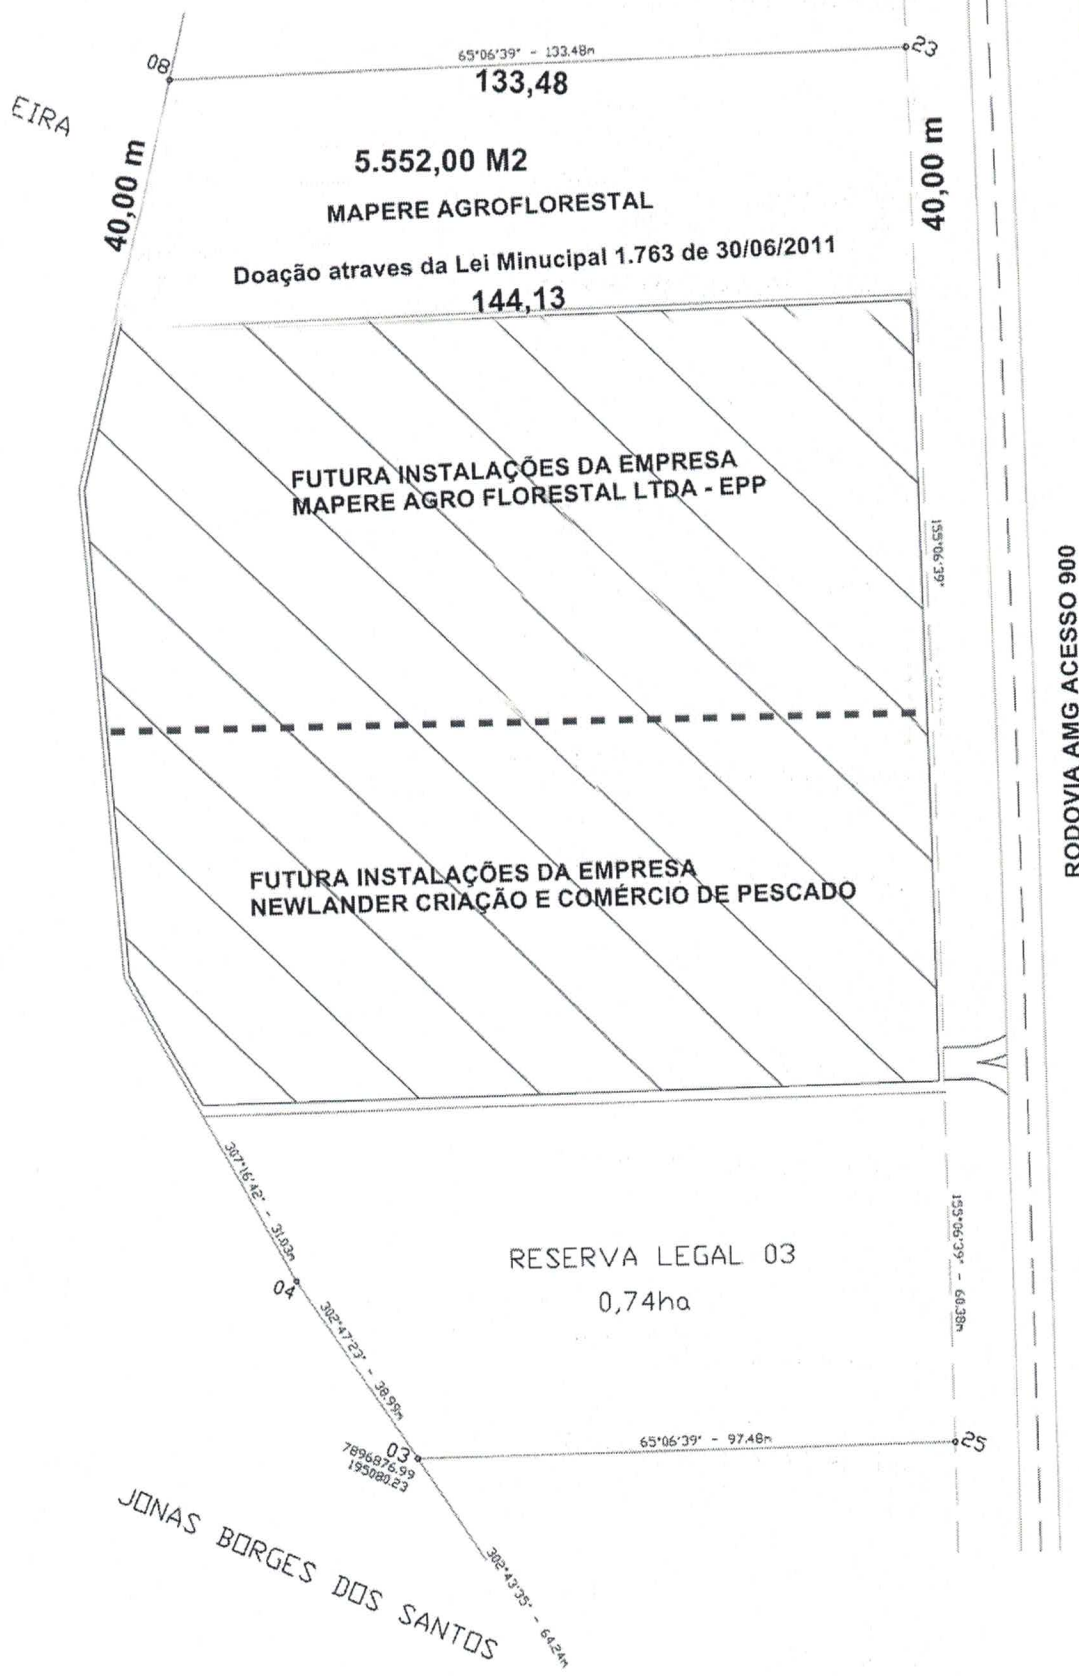 08
65°06'39" - 133.48m
23
133,48
EIRA
40,00 m
40,00 m
5.552,00 M2
MAPERE AGROFLORESTAL
Doação atraves da Lei Minucipal 1.763 de 30/06/2011
144,13
FUTURA INSTALAÇÕES DA EMPRESA
MAPERE AGRO FLORESTAL LTDA - EPP
155°06'39"
RODOVIA AMG ACESSO 900
FUTURA INSTALAÇÕES DA EMPRESA
NEWLANDER CRIAÇÃO E COMÉRCIO DE PESCADO
307°16'42" - 31.03m
155°06'39" - 60.38m
RESERVA LEGAL 03
0,74ha
04
302°47'23" - 38.99m
65°06'39" - 97.48m
25
03
7896876.99
195080.23
JONAS BORGES DOS SANTOS
302°43'35" - 64.24m